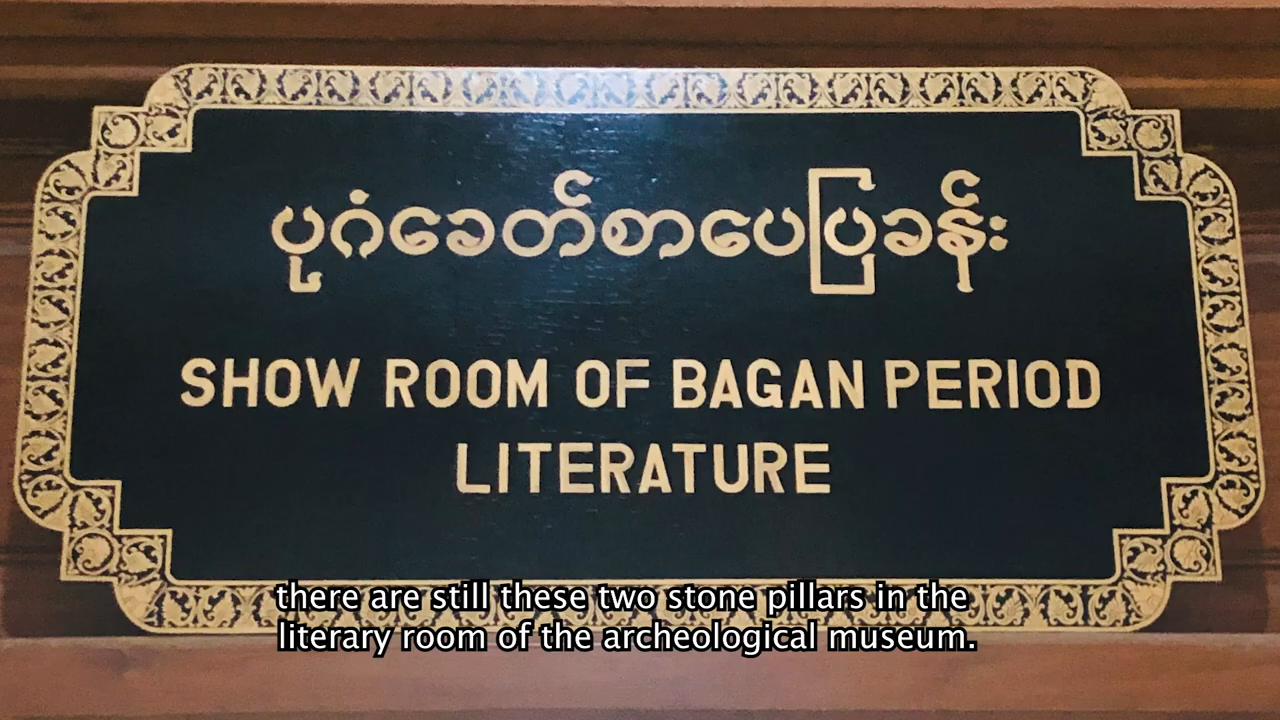 ပုဂံခေတ်စာပေပြခန်း
SHOW ROOM OF BAGAN PERIOD
LITERATURE
there are still these two stone pillars in the
literary room of the archeological museum.